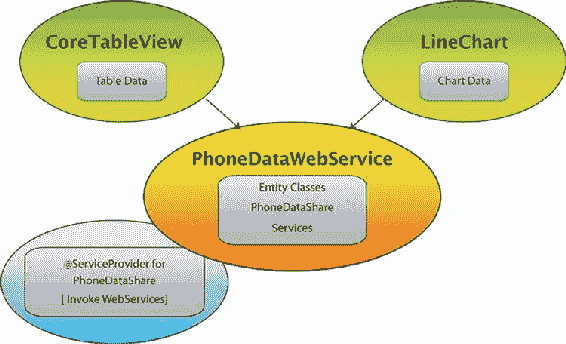 CoreTableView
Table Data
LineChart
Chart Data
PhoneDataWebService
Entity Classes
PhoneDataShare
Services
@ServiceProvider for
PhoneDataShare
[ Invoke WebServices]